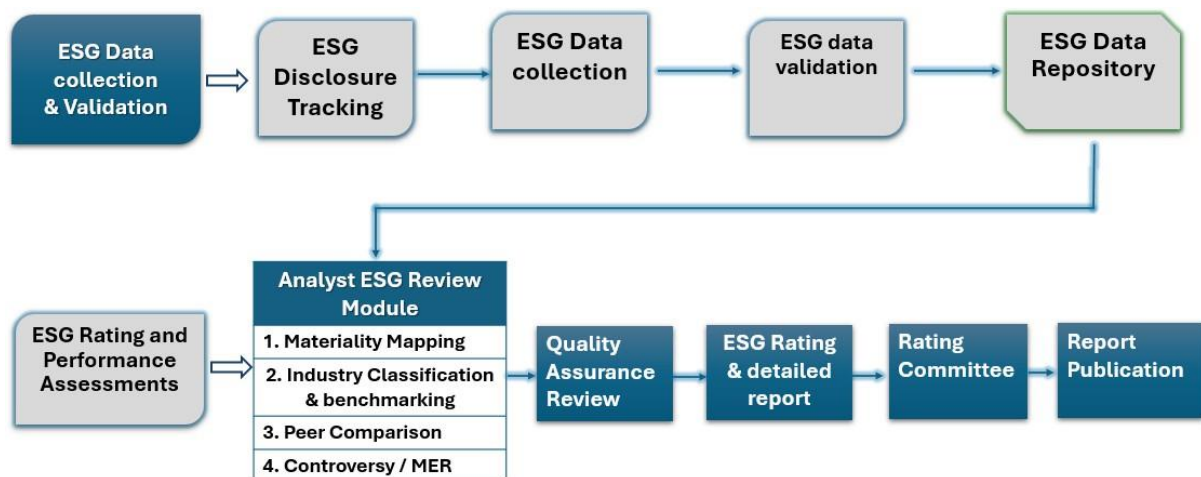 ESG Data
collection
& Validation
ESG
Disclosure
Tracking
ESG Data
collection
ESG data
validation
ESG Data
Repository
ESG Rating and
Performance
Assessments
Analyst ESG Review
Module
1. Materiality Mapping
2. Industry Classification
& benchmarking
3. Peer Comparison
4. Controversy / MER
Quality
Assurance
Review
ESG Rating
& detailed
report
Rating
Committee
Report
Publication